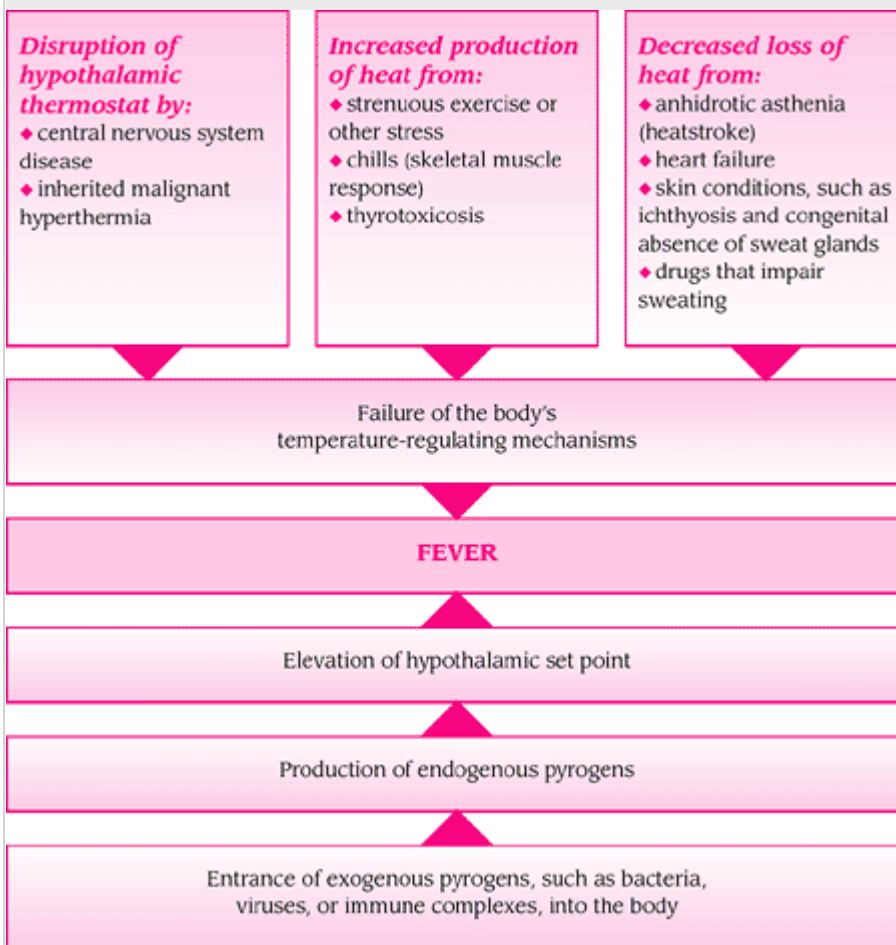 Disruption of
hypothalamic
thermostat by:
◆ central nervous system
disease
◆ inherited malignant
hyperthermia
Increased production
of heat from:
◆ strenuous exercise or
other stress
◆ chills (skeletal muscle
response)
◆ thyrotoxicosis
Decreased loss of
heat from:
◆ anhidrotic asthenia
(heatstroke)
◆ heart failure
◆ skin conditions, such as
ichthyosis and congenital
absence of sweat glands
◆ drugs that impair
sweating
Failure of the body's
temperature-regulating mechanisms
FEVER
Elevation of hypothalamic set point
Production of endogenous pyrogens
Entrance of exogenous pyrogens, such as bacteria,
viruses, or immune complexes, into the body